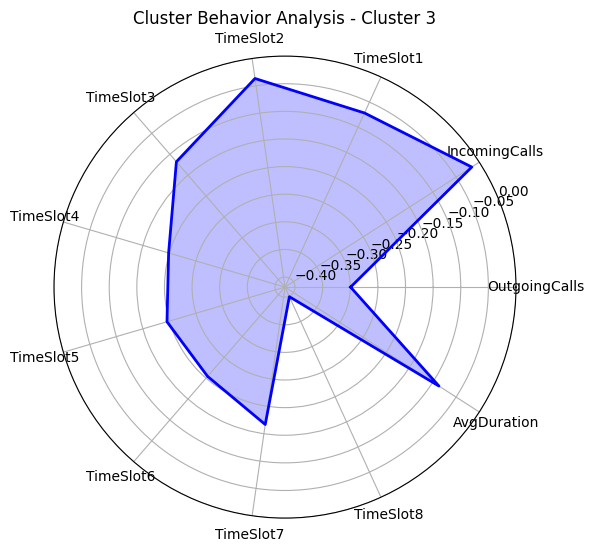 Cluster Behavior Analysis - Cluster 3
TimeSlot2
TimeSlot1
TimeSlot3
IncomingCalls
0.00
−0.05
−0.10
−0.15
−0.20
−0.25
−0.30
−0.35
−0.40
TimeSlot4
OutgoingCalls
TimeSlot5
AvgDuration
TimeSlot6
TimeSlot8
TimeSlot7